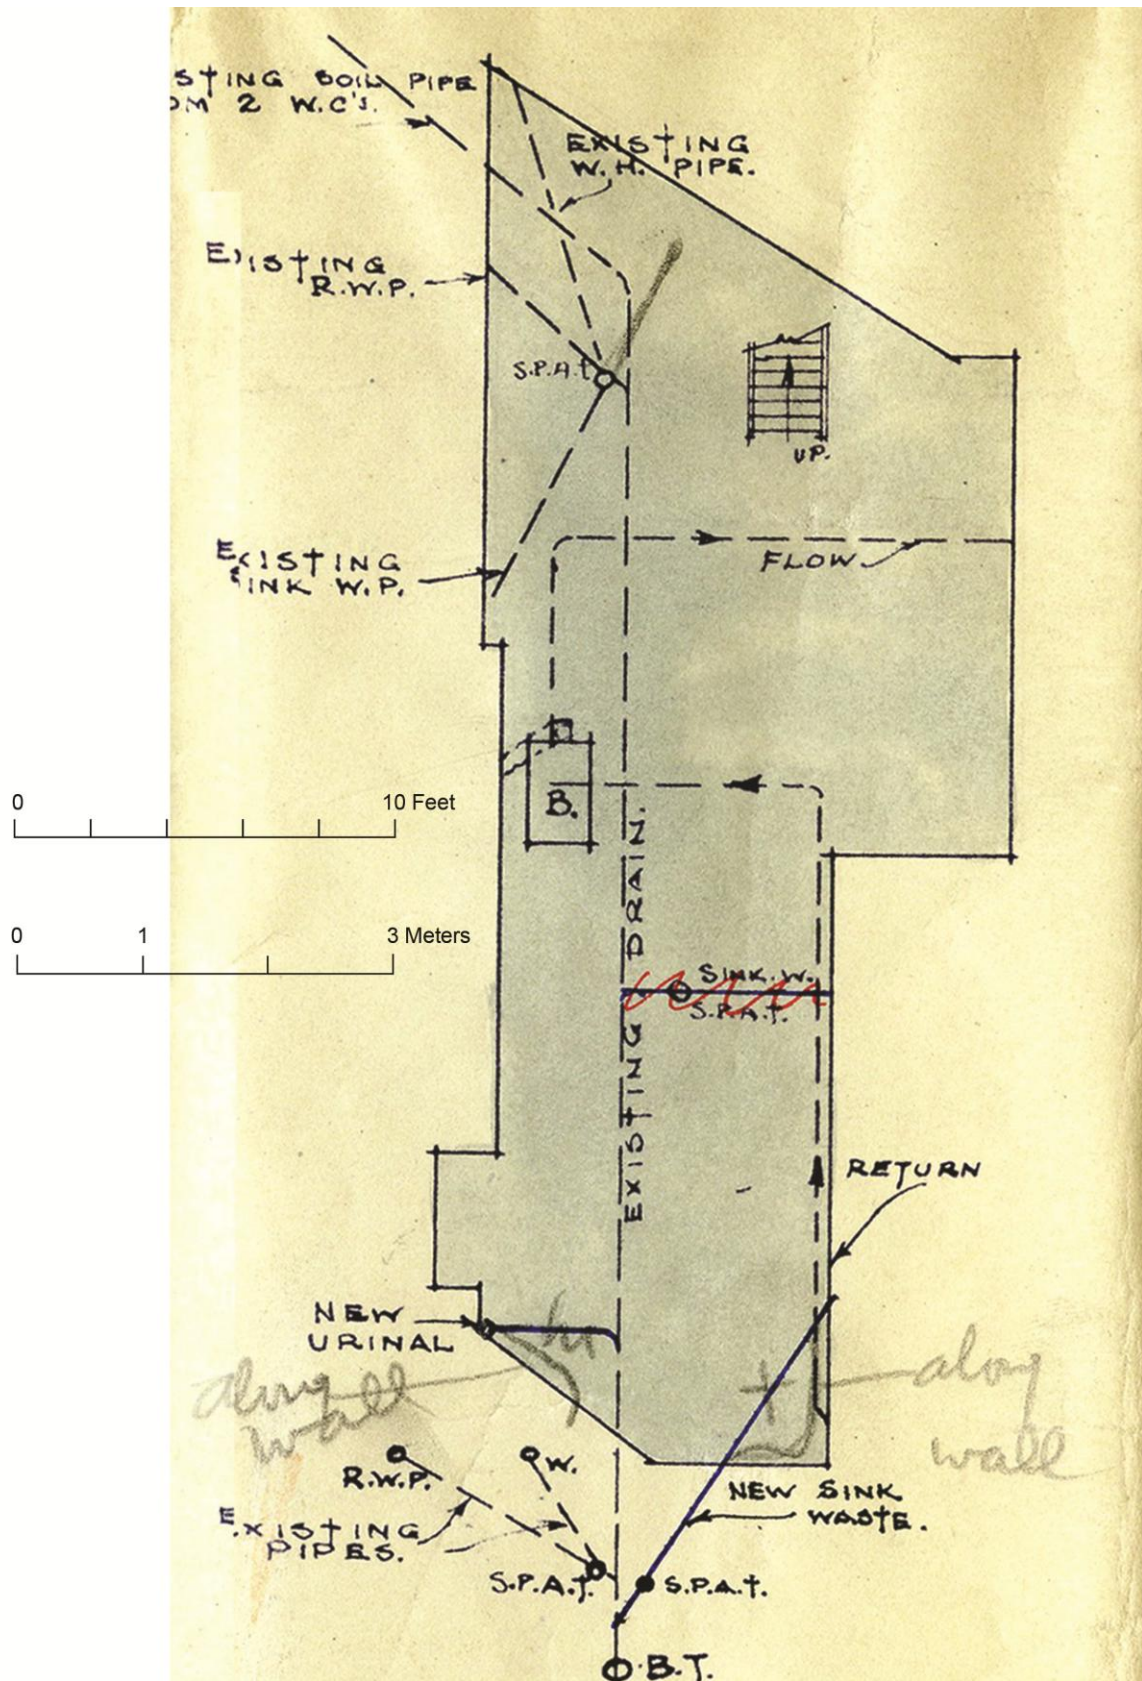 STING SOIL PIPE
OM 2 W.C's.
EXISTING
W.H. PIPE.
EXISTING
R.W.P.
S.P.A.T.
UP.
EXISTING
SINK W.P.
FLOW
B.
0 10 Feet
0 1 3 Meters
EXISTING DRAIN.
SINK. W.
S.P.A.T.
RETURN
NEW
URINAL
along
wall
along
wall
R.W.P.
W.
NEW SINK
WASTE.
EXISTING
PIPES.
S.P.A.T.
S.P.A.T.
B.T.